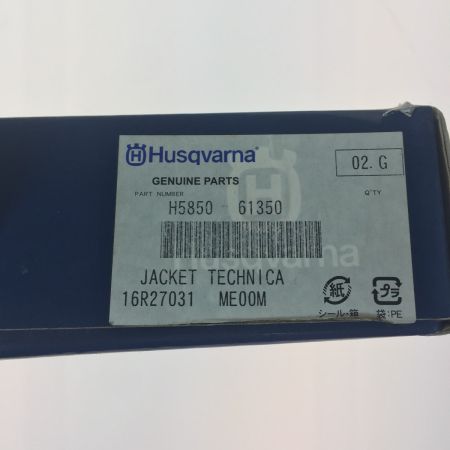 Husqvarna®
GENUINE PARTS
02. G
PART NUMBER
Q'TY
H5850 - 61350
Husqvarna
JACKET TECHNICA
16R27031 ME00M
紙
プラ
シール・箱
袋:PE